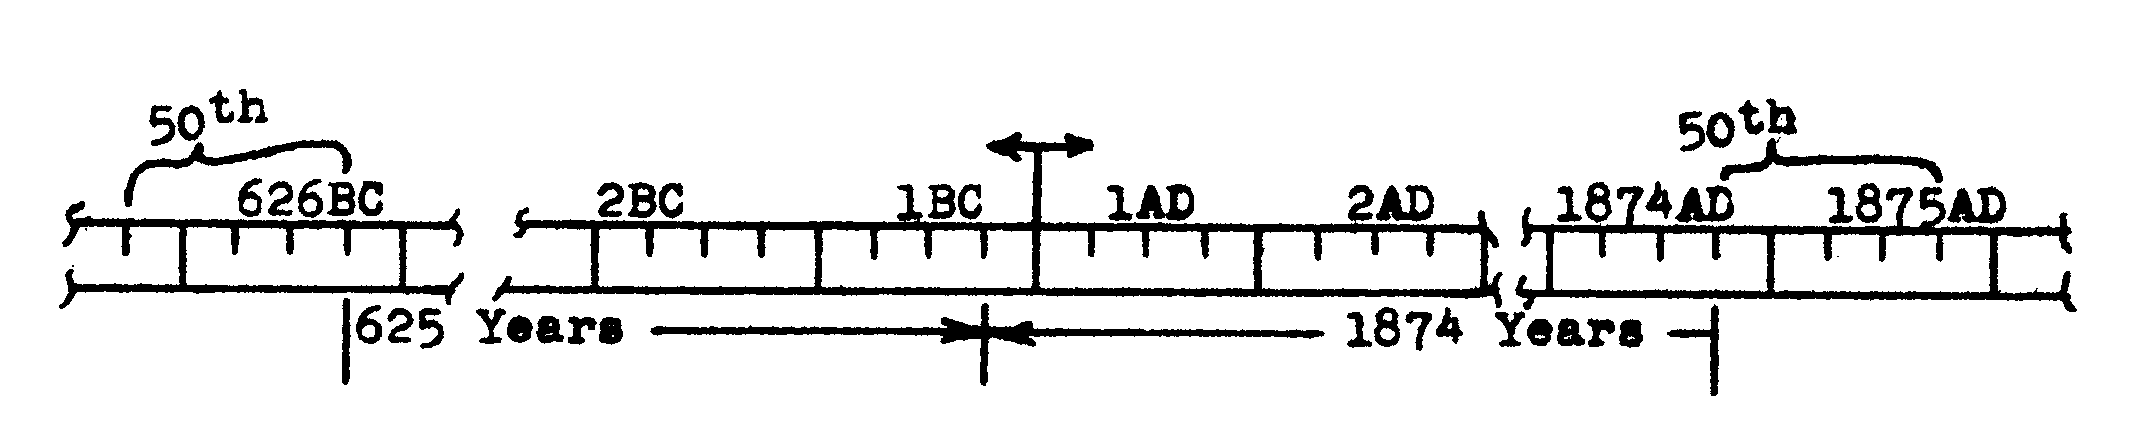 50th 50th
626BC 2BC 1BC 1AD 2AD 1874AD 1875AD
625 Years 1874 Years